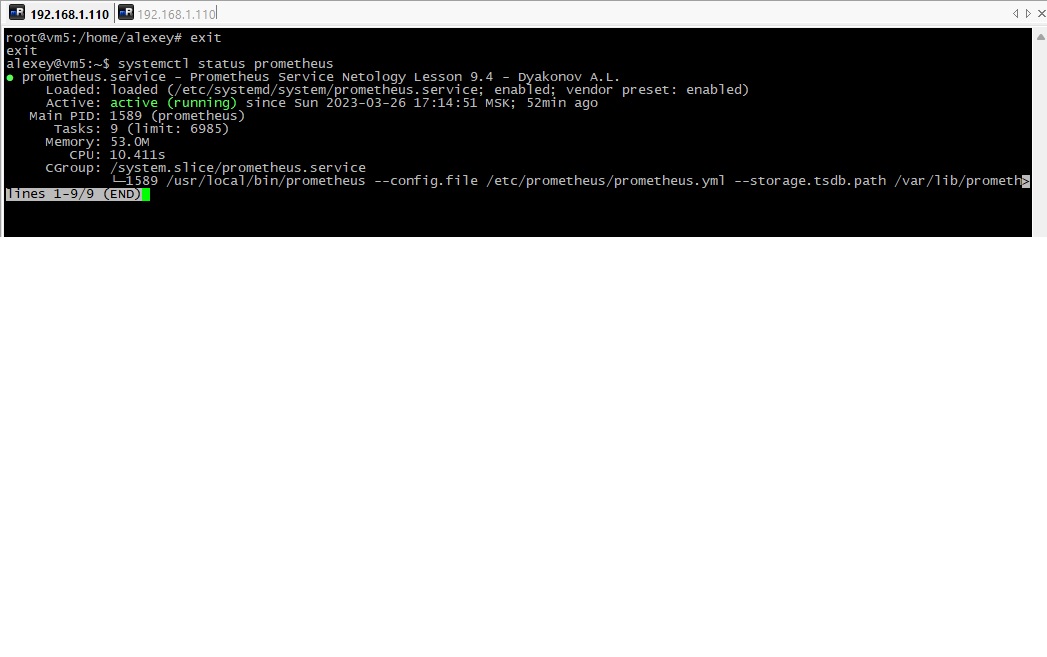 192.168.1.110 192.168.1.110
root@vm5:/home/alexey# exit
exit
alexey@vm5:~$ systemctl status prometheus
● prometheus.service - Prometheus Service Netology Lesson 9.4 - Dyakonov A.L.
Loaded: loaded (/etc/systemd/system/prometheus.service; enabled; vendor preset: enabled)
Active: active (running) since Sun 2023-03-26 17:14:51 MSK; 52min ago
Main PID: 1589 (prometheus)
Tasks: 9 (limit: 6985)
Memory: 53.0M
CPU: 10.411s
CGroup: /system.slice/prometheus.service
└─1589 /usr/local/bin/prometheus --config.file /etc/prometheus/prometheus.yml --storage.tsdb.path /var/lib/prometh>
lines 1-9/9 (END)